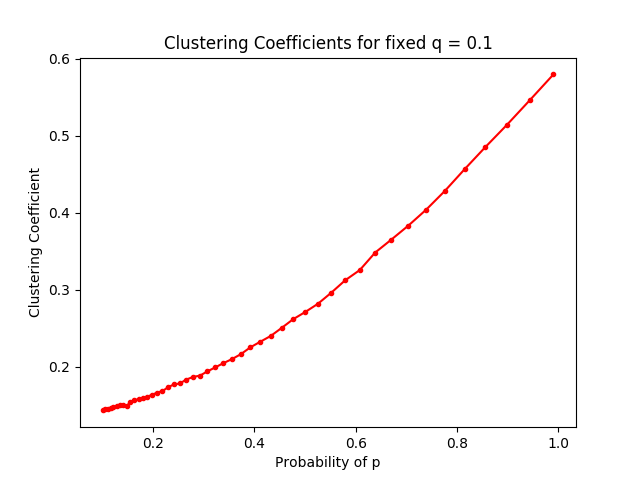 Clustering Coefficients for fixed q = 0.1
0.6
0.5
0.4
0.3
0.2
Clustering Coefficient
0.2 0.4 0.6 0.8 1.0
Probability of p